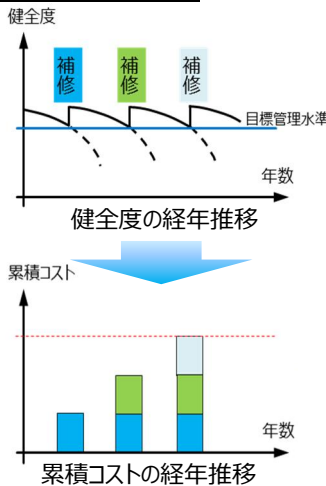 健全度
補修
補修
補修
目標管理水準
年数
健全度の経年推移
累積コスト
年数
累積コストの経年推移